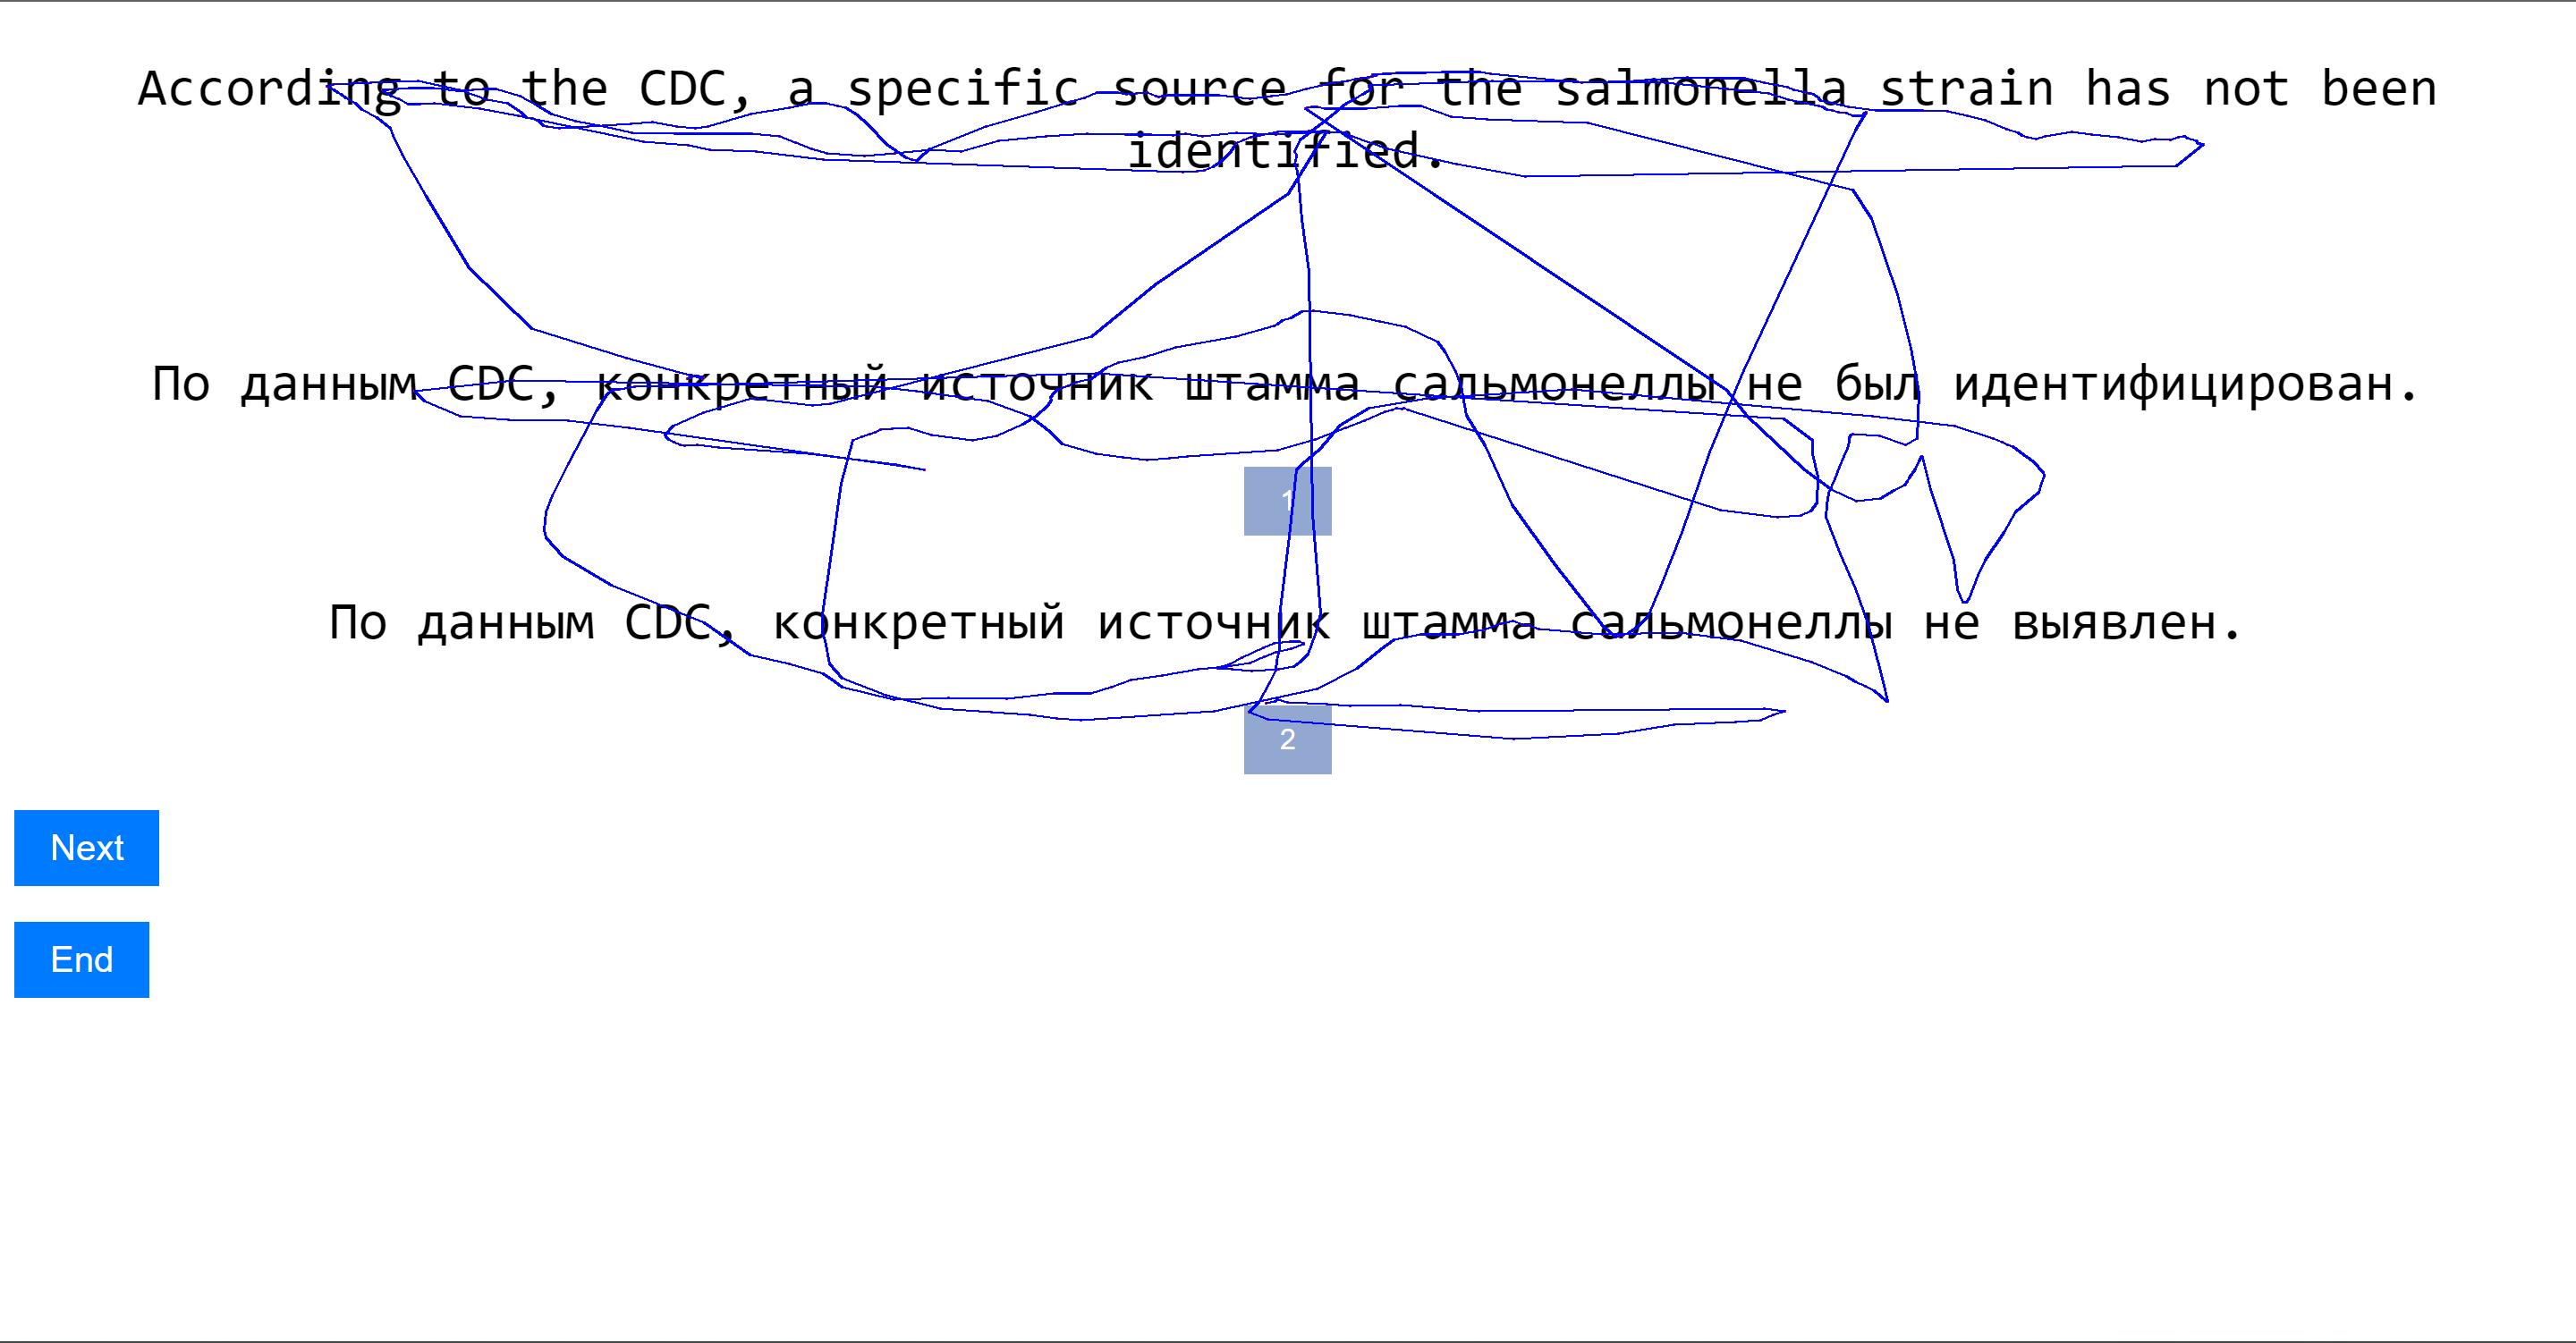 According to the CDC, a specific source for the salmonella strain has not been
identified.
По данным CDC, конкретный источник штамма сальмонеллы не был идентифицирован.
1
По данным CDC, конкретный источник штамма сальмонеллы не выявлен.
2
Next
End